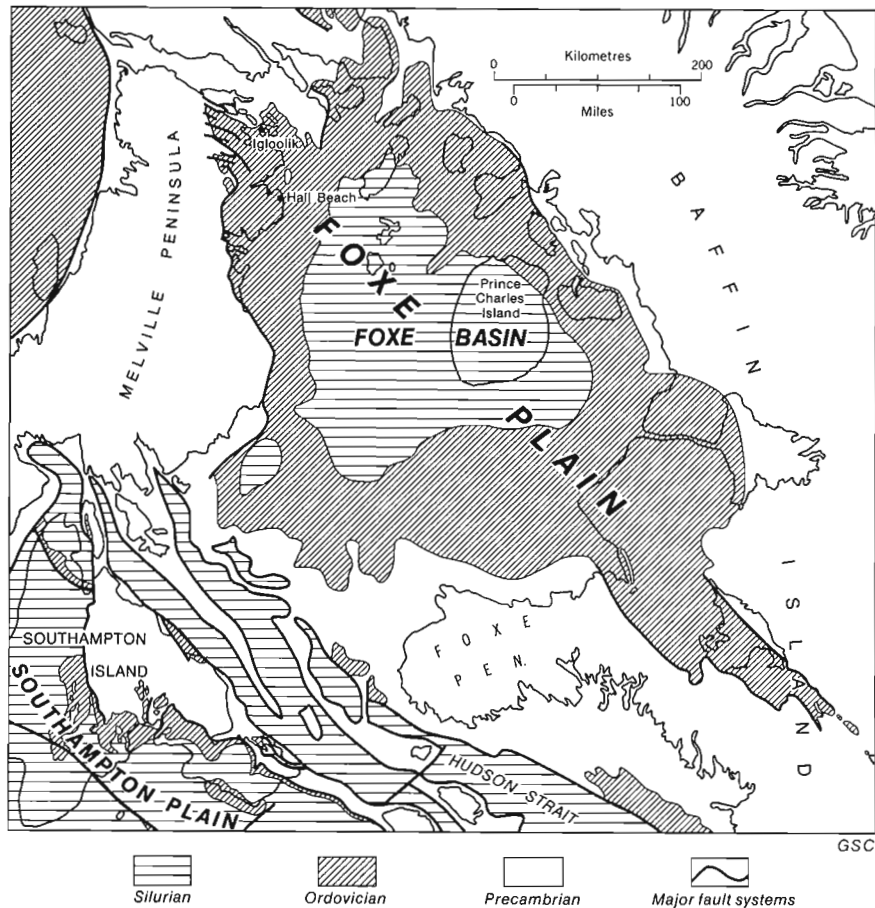 Kilometres
0 200
0 100
Miles
Igloolik
Hall Beach
MELVILLE PENINSULA
BAFFIN ISLAND
FOXE PLAIN
Prince
Charles
Island
FOXE BASIN
FOXE
PEN.
SOUTHAMPTON
ISLAND
SOUTHAMPTON PLAIN
HUDSON STRAIT
GSC
Silurian
Ordovician
Precambrian
Major fault systems